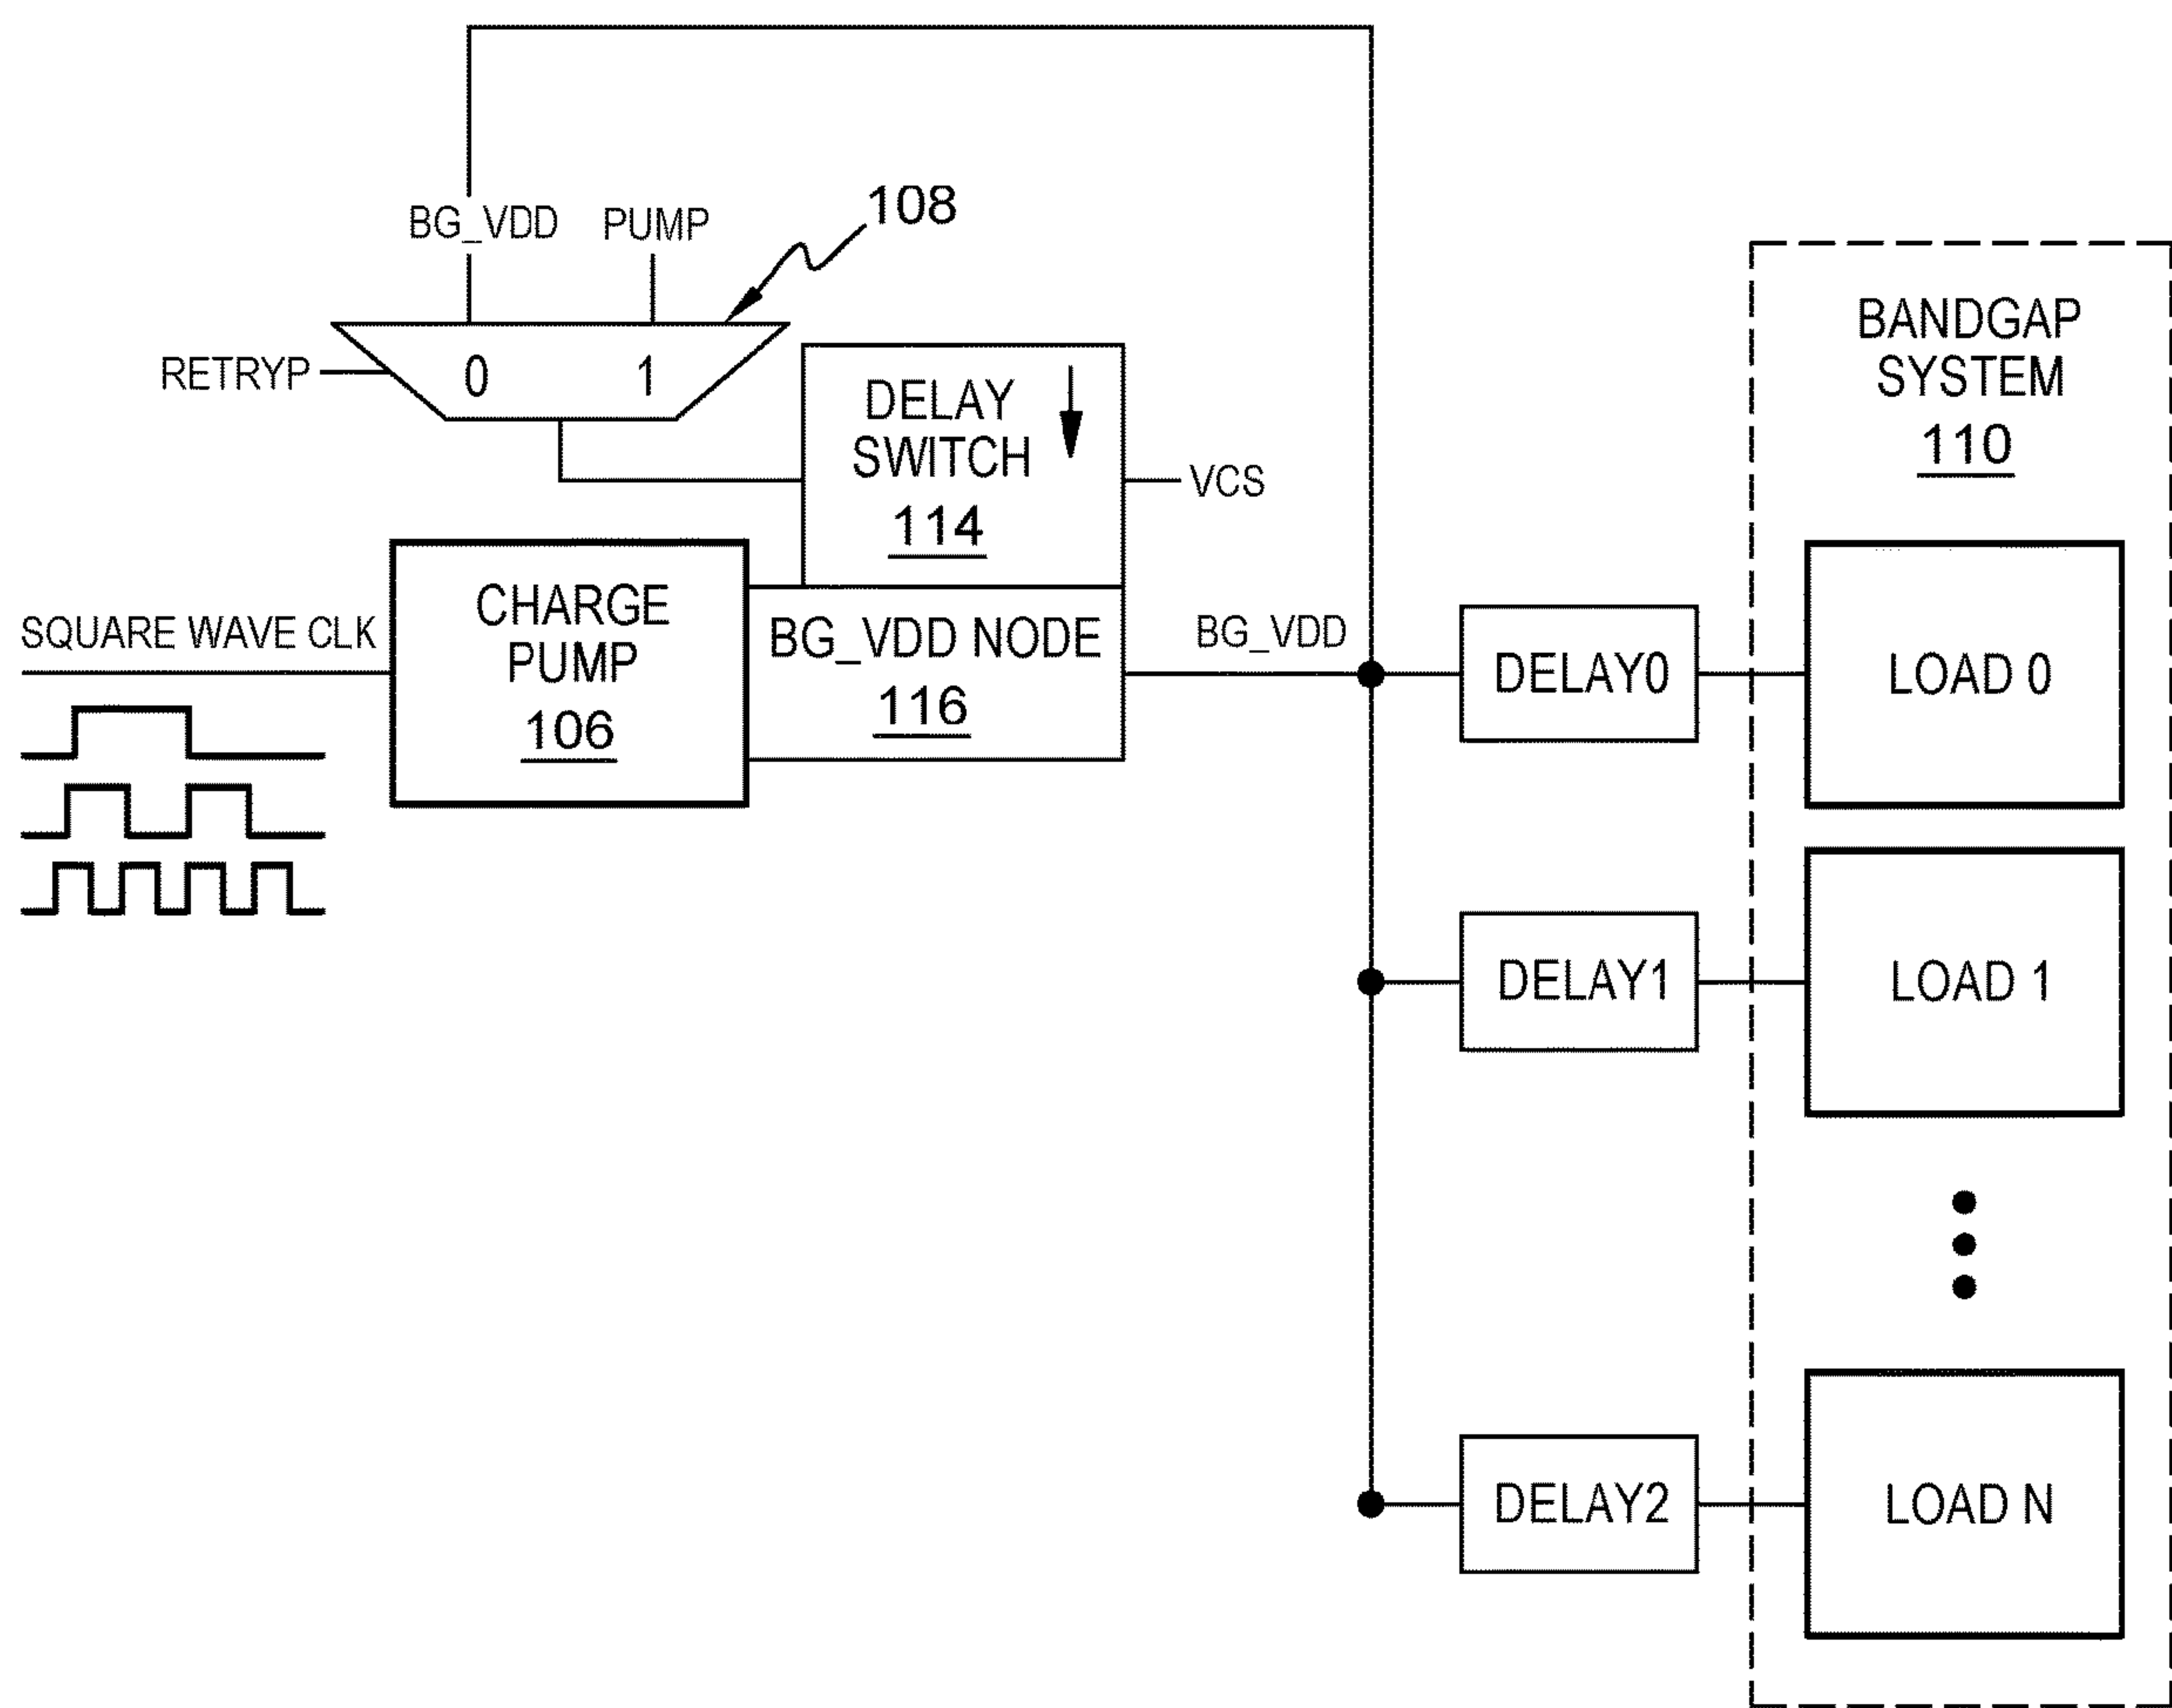 BG_VDD PUMP
108
RETRYP
0 1
DELAY
SWITCH
114
VCS
SQUARE WAVE CLK
CHARGE
PUMP
106
BG_VDD NODE
116
BG_VDD
BANDGAP
SYSTEM
110
DELAY0
LOAD 0
DELAY1
LOAD 1
DELAY2
LOAD N